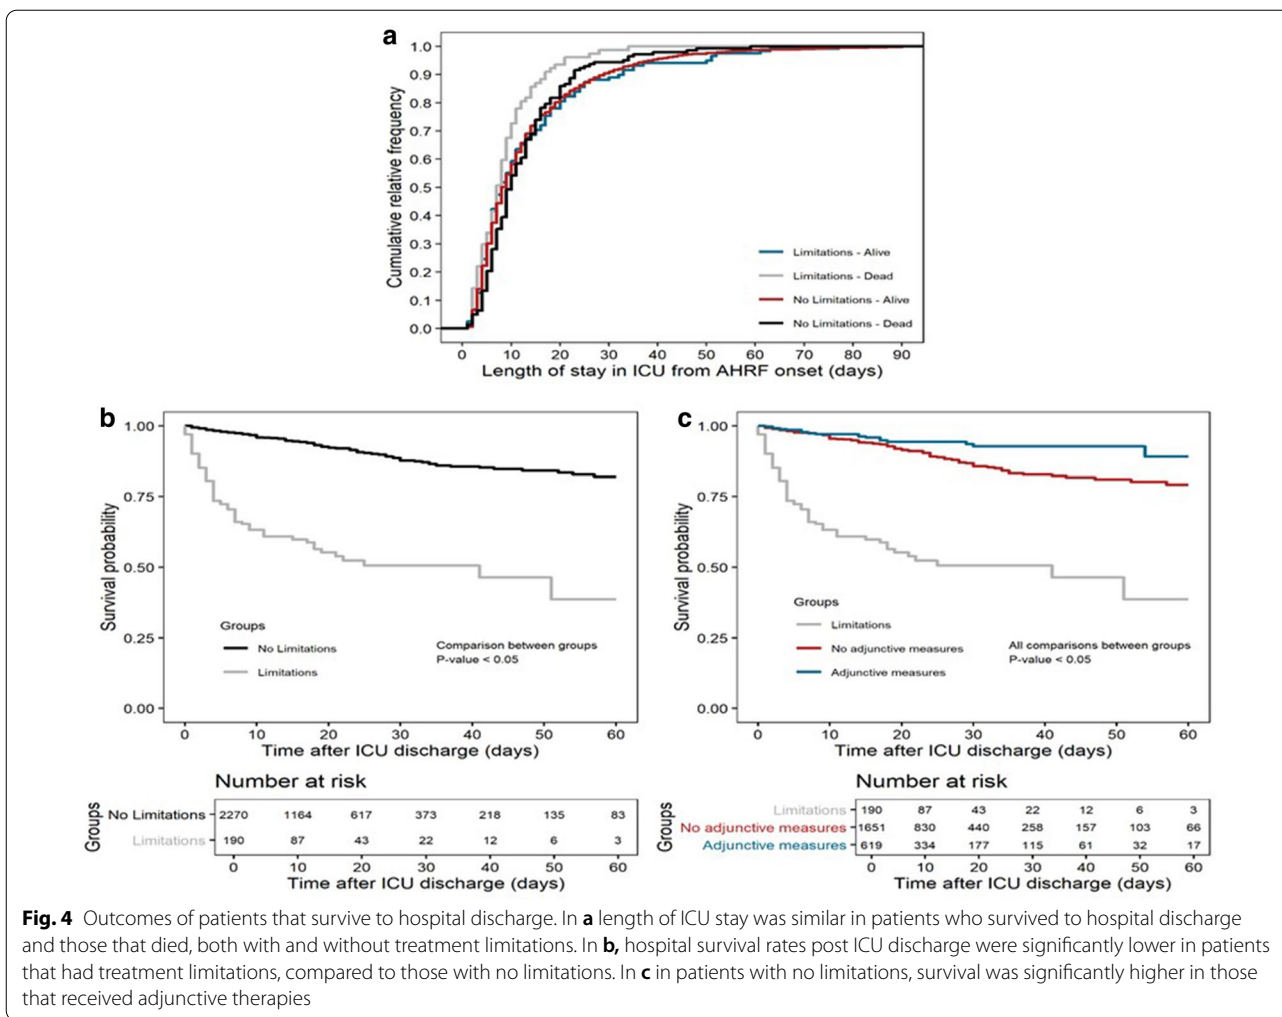 a
1.0
0.9
0.8
0.7
0.6
0.5
0.4
0.3
0.2
0.1
0.0
Cumulative relative frequency
Limitations - Alive
Limitations - Dead
No Limitations - Alive
No Limitations - Dead
0 10 20 30 40 50 60 70 80 90
Length of stay in ICU from AHRF onset (days)
b
1.00
0.75
0.50
0.25
0.00
Survival probability
Groups
No Limitations
Limitations
Comparison between groups
P-value < 0.05
0 10 20 30 40 50 60
Time after ICU discharge (days)
Number at risk
Groups
No Limitations 2270 1164 617 373 218 135 83
Limitations 190 87 43 22 12 6 3
0 10 20 30 40 50 60
Time after ICU discharge (days)
c
1.00
0.75
0.50
0.25
0.00
Survival probability
Groups
Limitations
No adjunctive measures
Adjunctive measures
All comparisons between groups
P-value < 0.05
0 10 20 30 40 50 60
Time after ICU discharge (days)
Number at risk
Groups
Limitations 190 87 43 22 12 6 3
No adjunctive measures 1651 830 440 258 157 103 66
Adjunctive measures 619 334 177 115 61 32 17
0 10 20 30 40 50 60
Time after ICU discharge (days)
Fig. 4 Outcomes of patients that survive to hospital discharge. In a length of ICU stay was similar in patients who survived to hospital discharge
and those that died, both with and without treatment limitations. In b, hospital survival rates post ICU discharge were significantly lower in patients
that had treatment limitations, compared to those with no limitations. In c in patients with no limitations, survival was significantly higher in those
that received adjunctive therapies